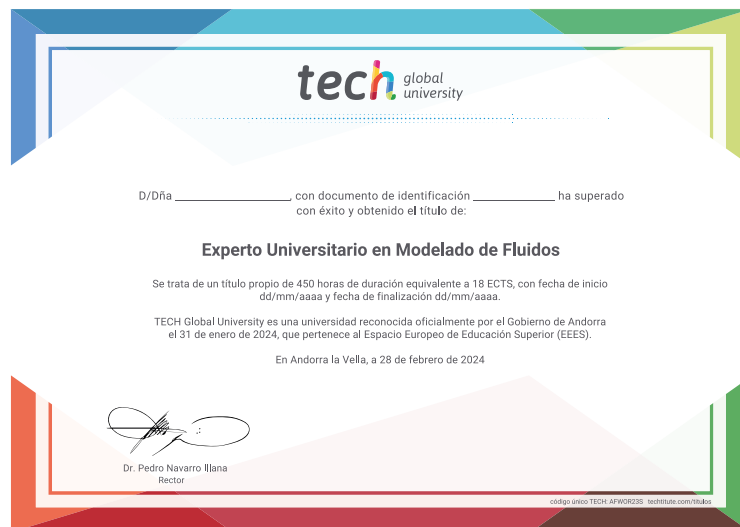 tech global university
D/Dña ______________, con documento de identificación ______________ ha superado
con éxito y obtenido el título de:
Experto Universitario en Modelado de Fluidos
Se trata de un título propio de 450 horas de duración equivalente a 18 ECTS, con fecha de inicio
dd/mm/aaaa y fecha de finalización dd/mm/aaaa.
TECH Global University es una universidad reconocida oficialmente por el Gobierno de Andorra
el 31 de enero de 2024, que pertenece al Espacio Europeo de Educación Superior (EEES).
En Andorra la Vella, a 28 de febrero de 2024
Dr. Pedro Navarro Illana
Rector
código único TECH: AFWOR23S techtitute.com/titulos